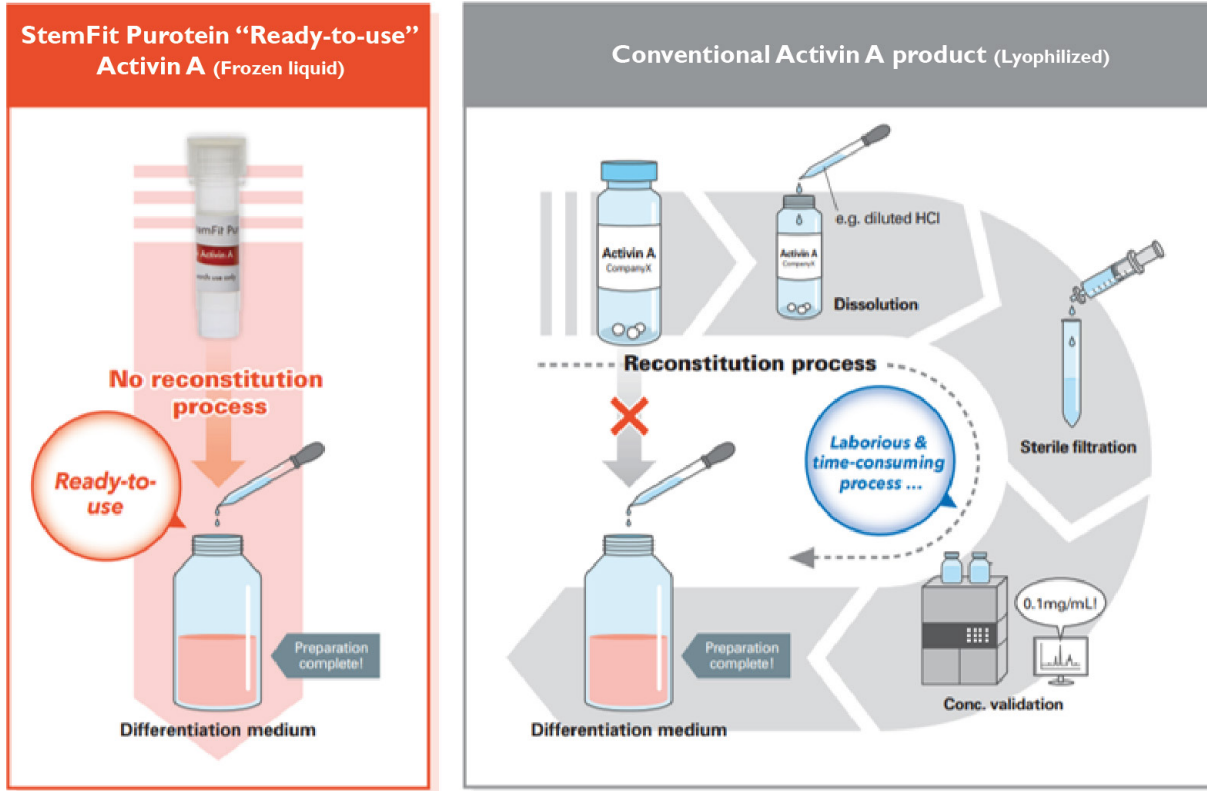 StemFit Purotein “Ready-to-use”
Activin A (Frozen liquid)
temFit Pur
Activin A
No reconstitution
process
Ready-to-
use
Preparation
complete!
Differentiation medium
Conventional Activin A product (Lyophilized)
Activin A
CompanyX
e.g. diluted HCl
Activin A
CompanyX
Dissolution
Sterile filtration
Reconstitution process
Laborious &
time-consuming
process ...
0.1mg/mL!
Conc. validation
Preparation
complete!
Differentiation medium